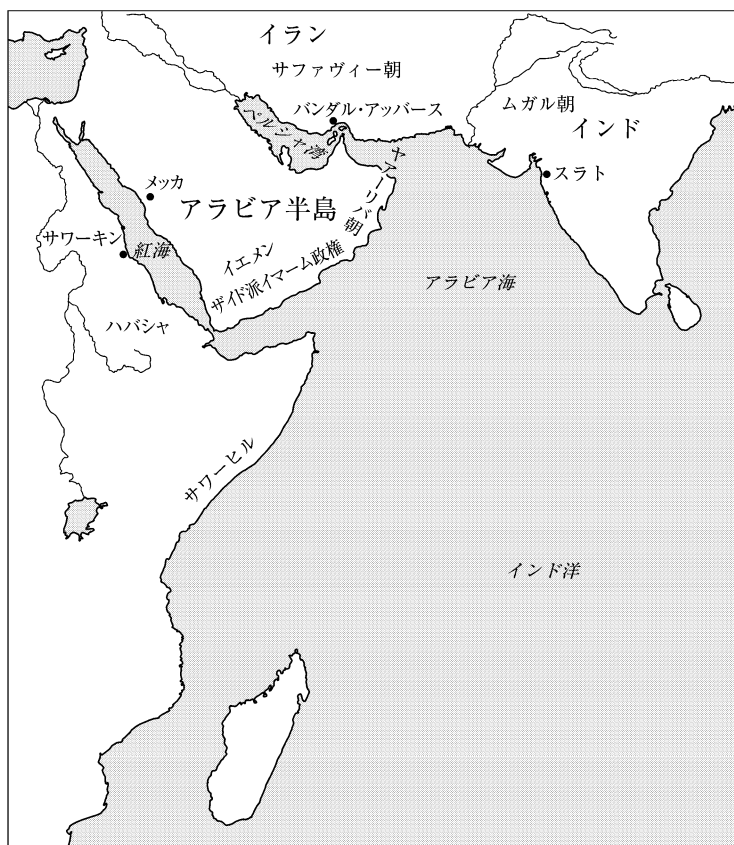 イラン
サファヴィー朝
バンダル・アッバース
ペルシャ湾
ムガル朝
インド
スラト
メッカ
アラビア半島
ヤアーリバ朝
サワーキン
紅海
イエメン
ザイド派イマーム政権
アラビア海
ハバシャ
サワーヒル
インド洋